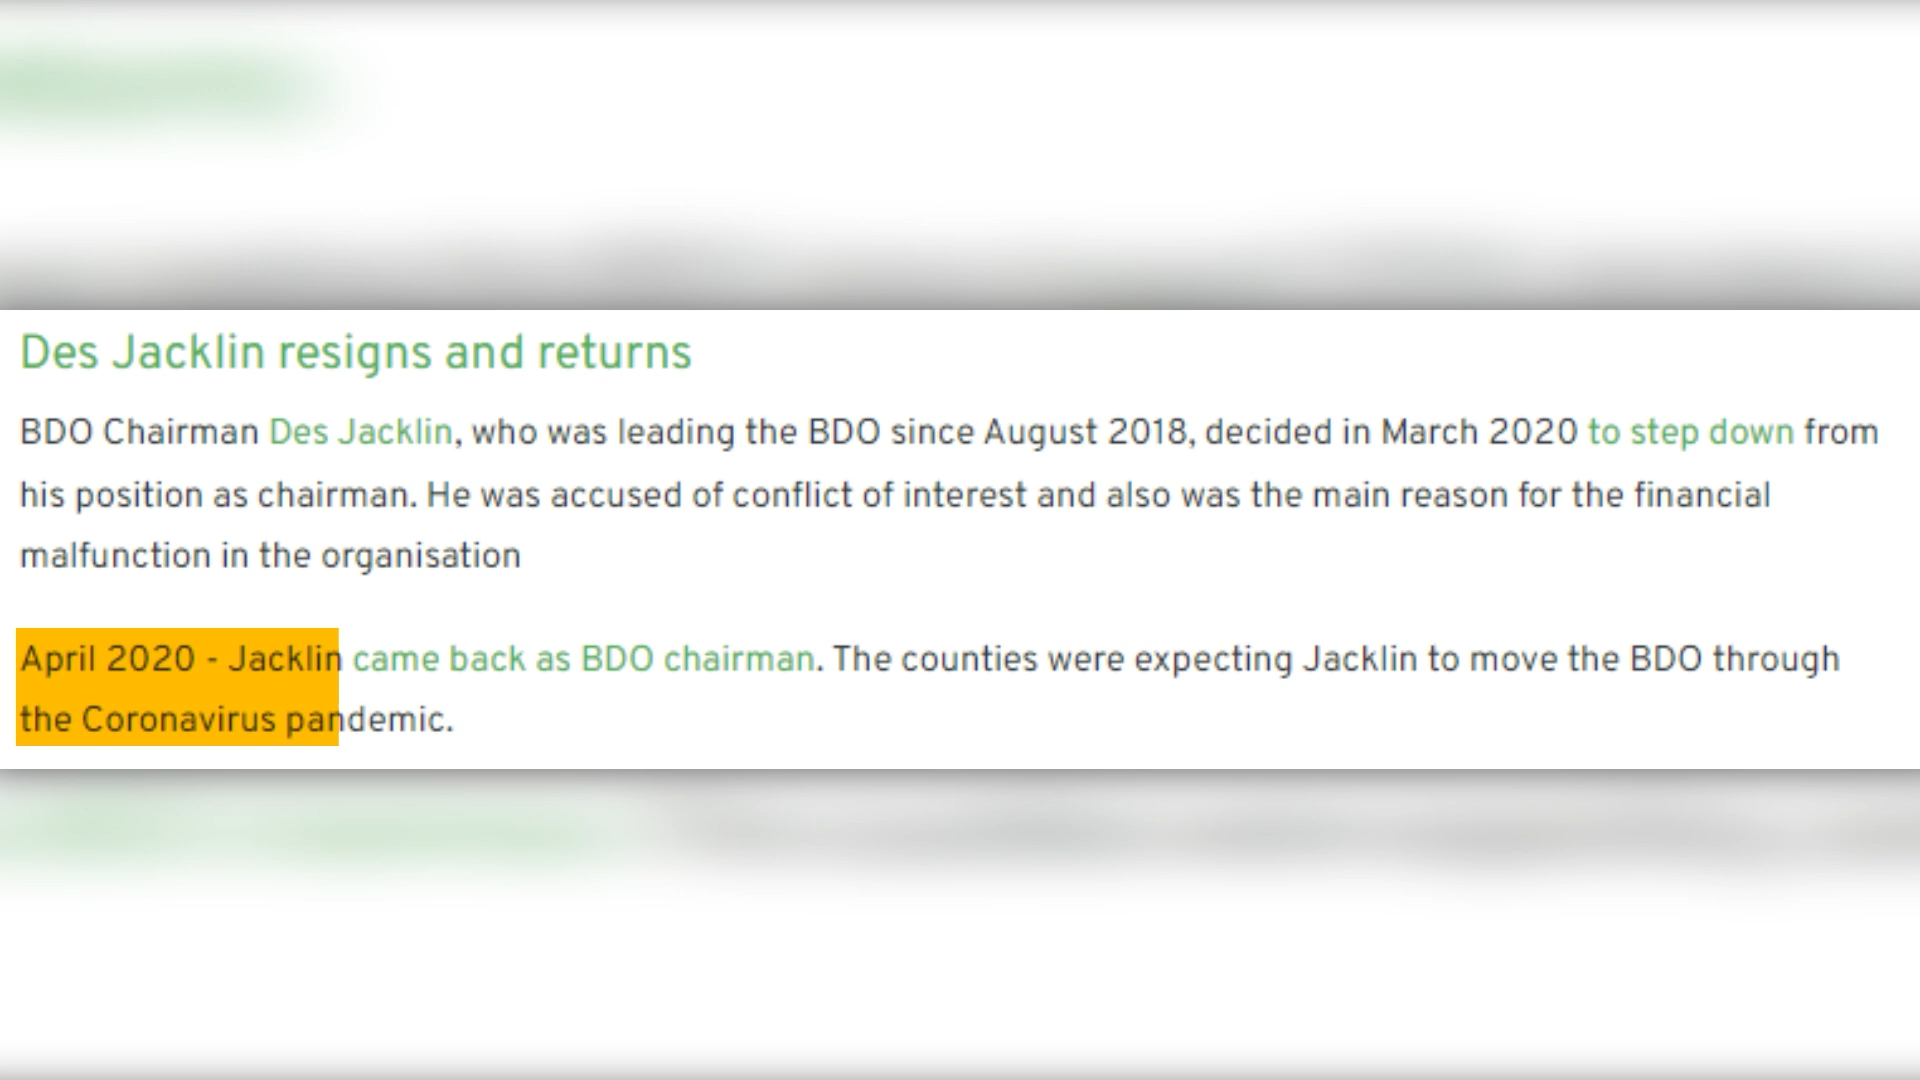 Des Jacklin resigns and returns
BDO Chairman Des Jacklin, who was leading the BDO since August 2018, decided in March 2020 to step down from
his position as chairman. He was accused of conflict of interest and also was the main reason for the financial
malfunction in the organisation
April 2020 - Jacklin came back as BDO chairman. The counties were expecting Jacklin to move the BDO through
the Coronavirus pandemic.